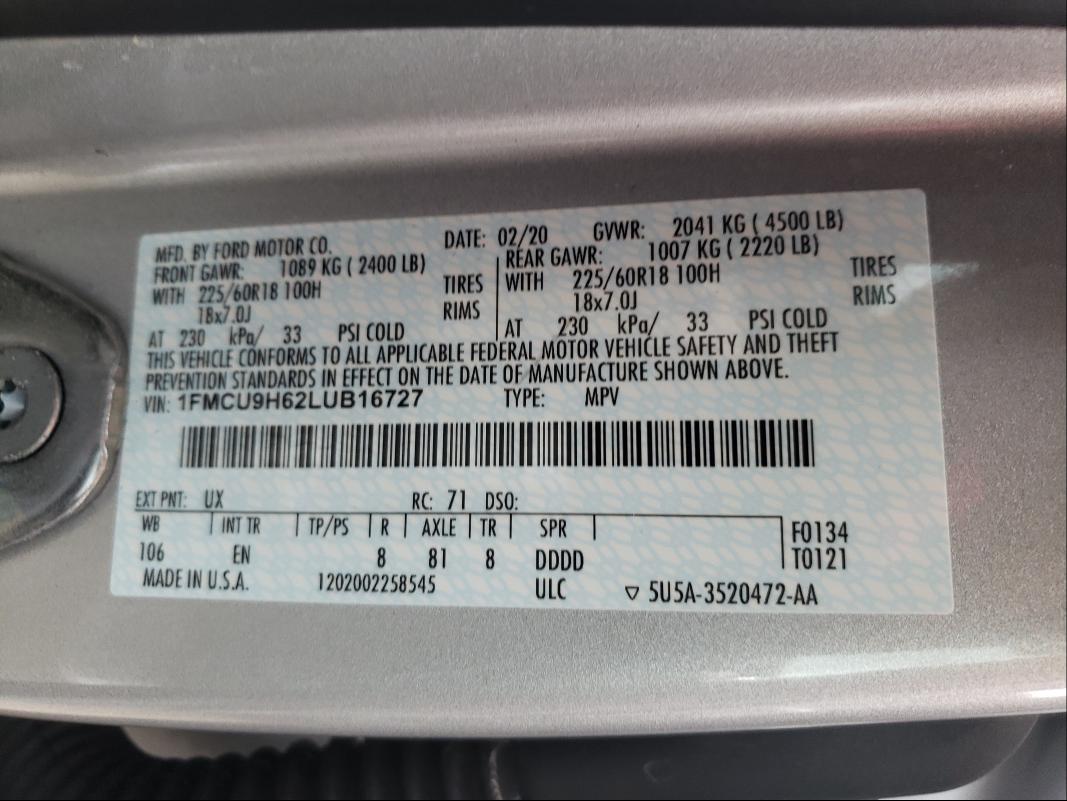 MFD. BY FORD MOTOR CO. DATE: 02/20 GVWR: 2041 KG ( 4500 LB)
FRONT GAWR: 1089 KG ( 2400 LB) REAR GAWR: 1007 KG ( 2220 LB)
WITH 225/60R18 100H TIRES WITH 225/60R18 100H TIRES
18x7.0J RIMS 18x7.0J RIMS
AT 230 kPa/ 33 PSI COLD AT 230 kPa/ 33 PSI COLD
THIS VEHICLE CONFORMS TO ALL APPLICABLE FEDERAL MOTOR VEHICLE SAFETY AND THEFT
PREVENTION STANDARDS IN EFFECT ON THE DATE OF MANUFACTURE SHOWN ABOVE.
VIN: 1FMCU9H62LUB16727 TYPE: MPV
EXT PNT: UX RC: 71 DSO:
WB INT TR TP/PS R AXLE TR SPR F0134
106 EN 8 81 8 DDDD T0121
MADE IN U.S.A. 1202002258545 ULC ▽ 5U5A-3520472-AA